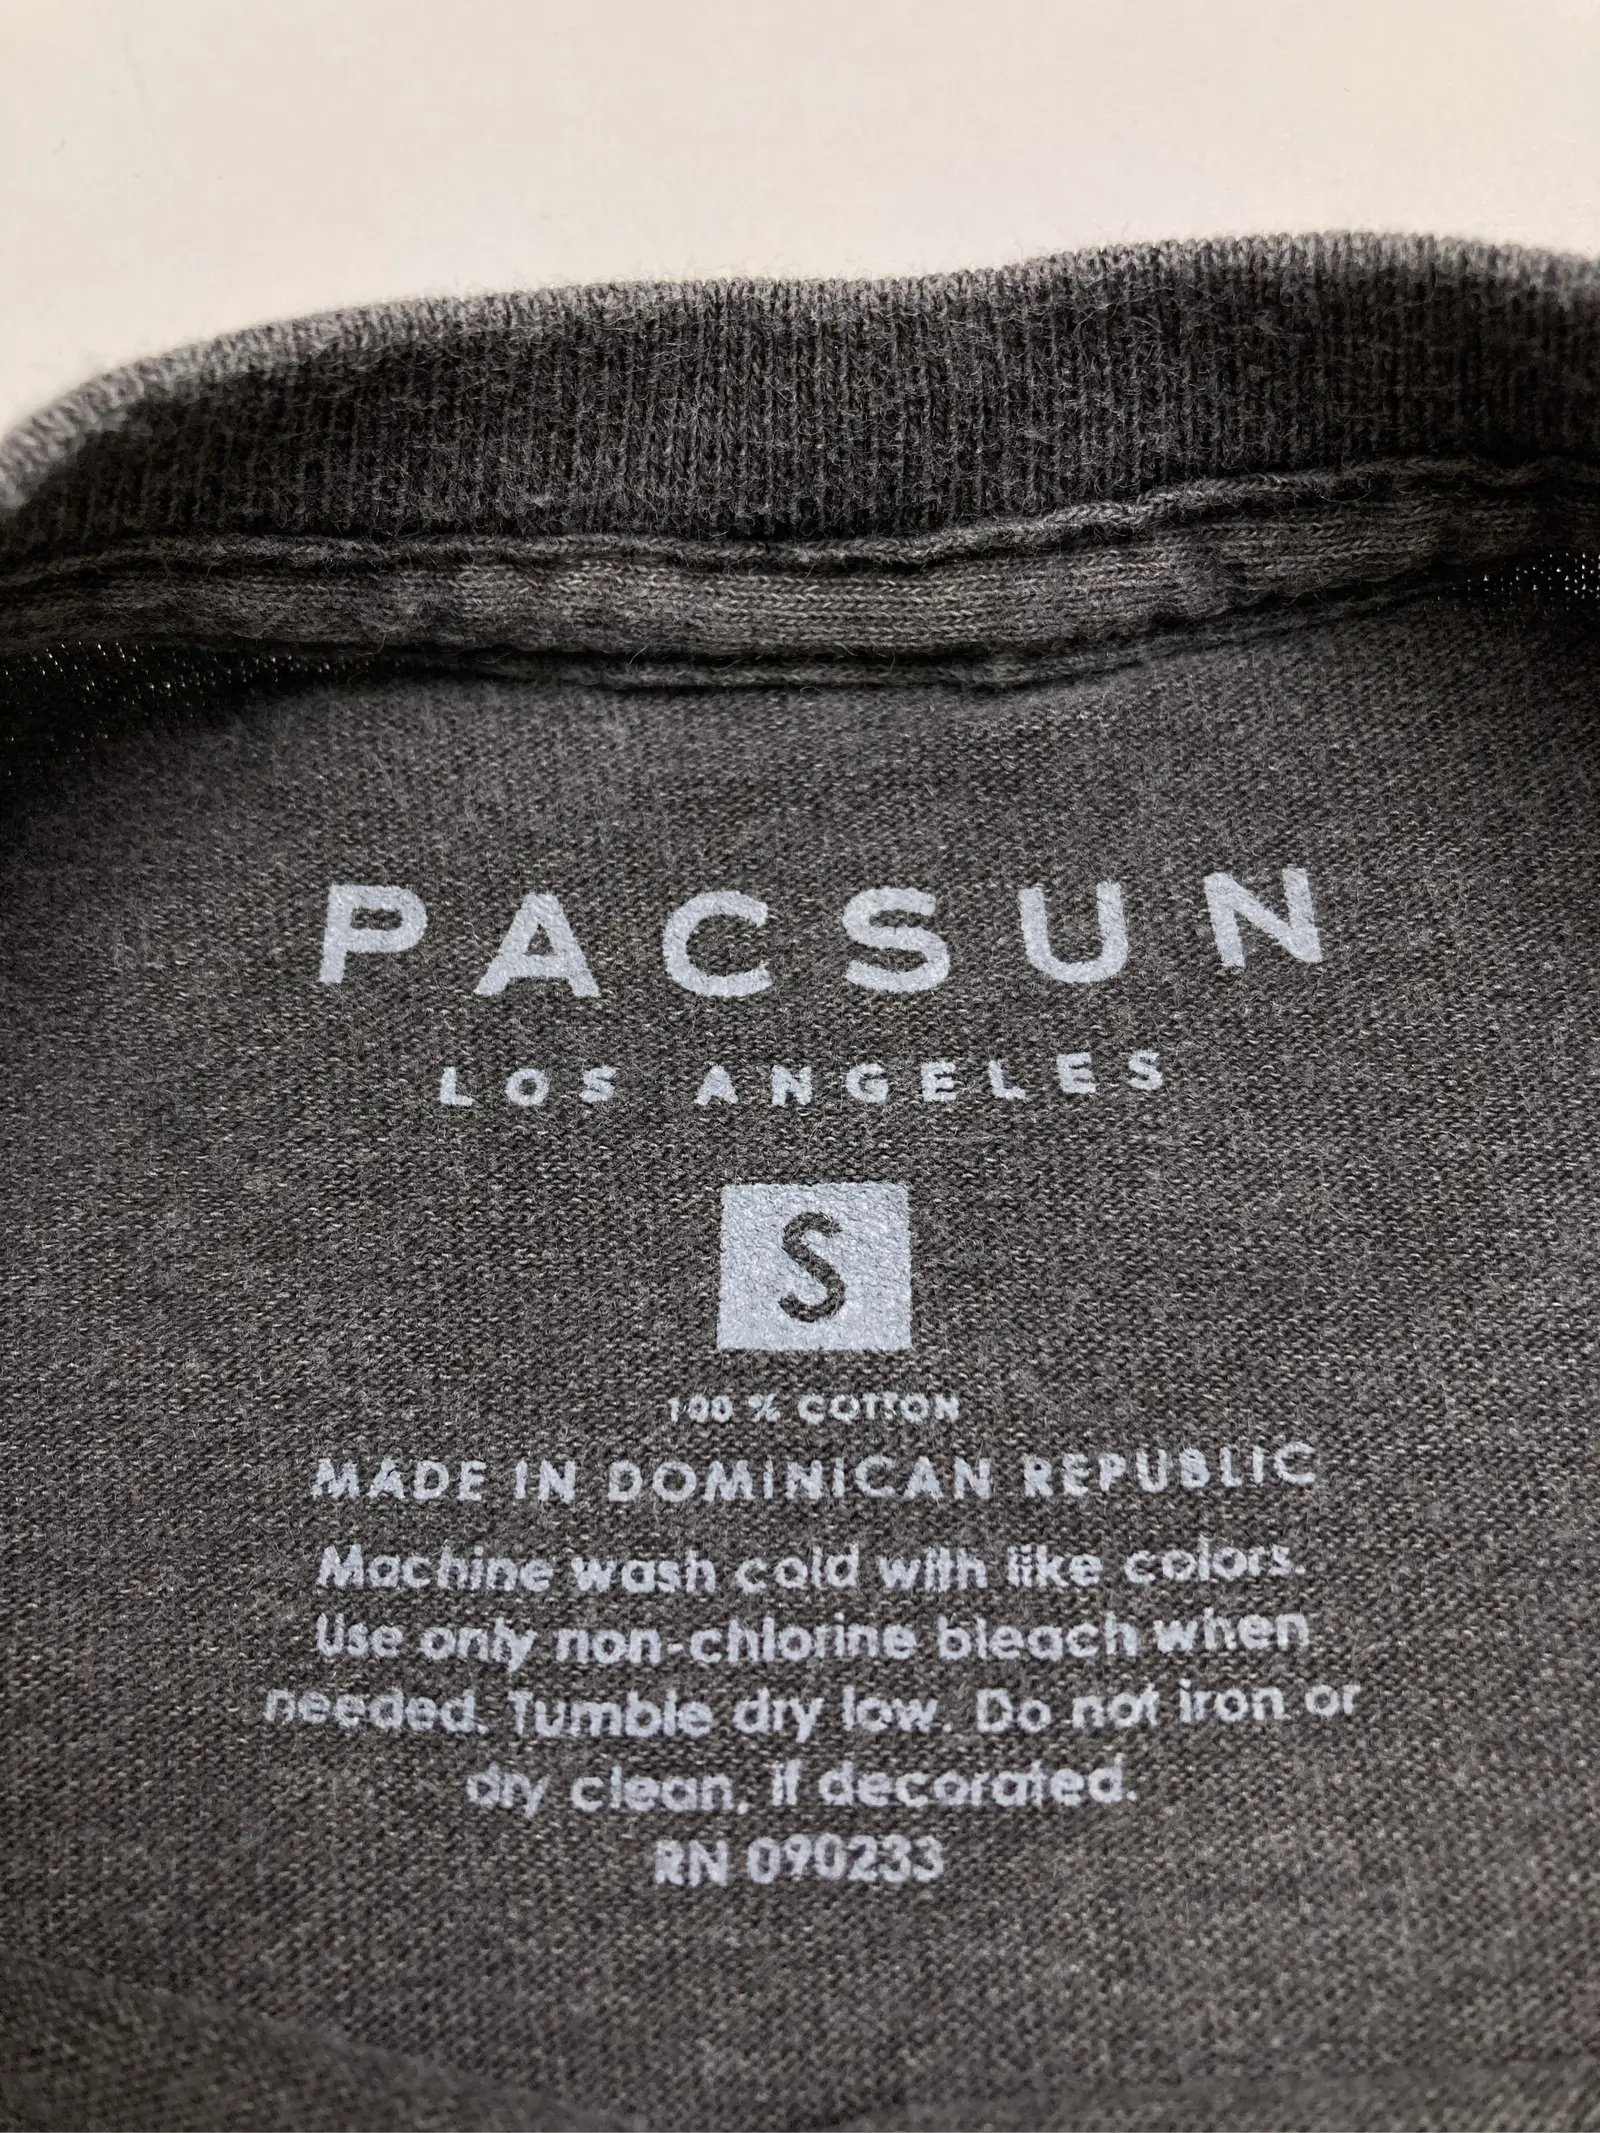 PACSUN
LOS ANGELES
S
100 % COTTON
MADE IN DOMINICAN REPUBLIC
Machine wash cold with like colors.
Use only non-chlorine bleach when
needed. Tumble dry low. Do not iron or
dry clean, if decorated.
RN 090233